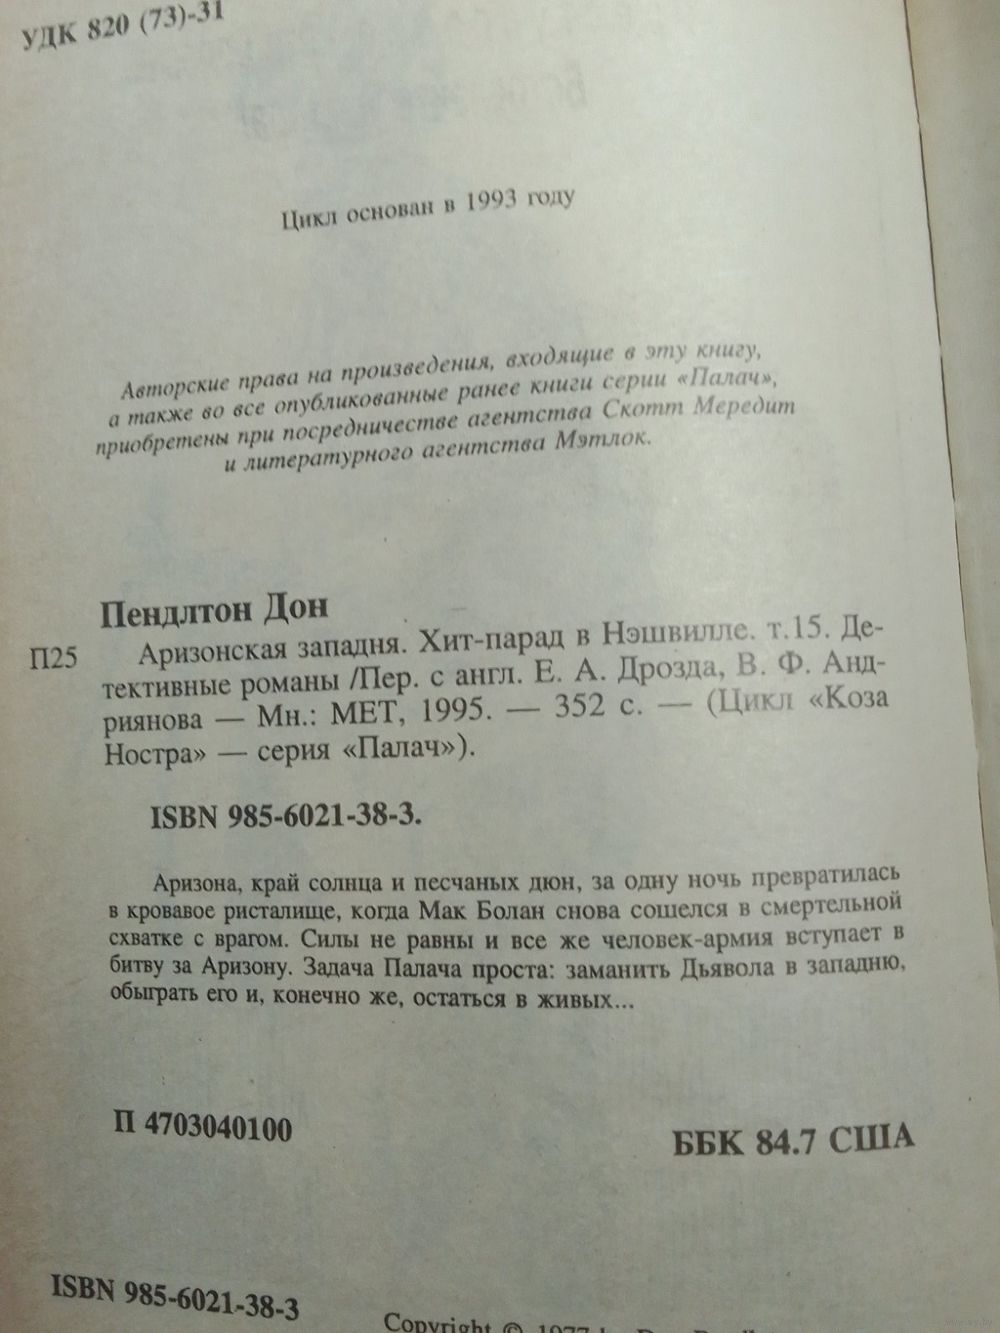 УДК 820 (73)-31
Цикл основан в 1993 году
Авторские права на произведения, входящие в эту книгу,
а также во все опубликованные ранее книги серии «Палач»,
приобретены при посредничестве агентства Скотт Мередит
и литературного агентства Мэтлок.
Пендлтон Дон
П25 Аризонская западня. Хит-парад в Нэшвилле. т.15. Де-
тективные романы /Пер. с англ. Е. А. Дрозда, В. Ф. Анд-
риянова — Мн.: МЕТ, 1995. — 352 с. — (Цикл «Коза
Ностра» — серия «Палач»).
ISBN 985-6021-38-3.
Аризона, край солнца и песчаных дюн, за одну ночь превратилась
в кровавое ристалище, когда Мак Болан снова сошелся в смертельной
схватке с врагом. Силы не равны и все же человек-армия вступает в
битву за Аризону. Задача Палача проста: заманить Дьявола в западню,
обыграть его и, конечно же, остаться в живых...
П 4703040100
ББК 84.7 США
ISBN 985-6021-38-3
Copyright © 1977 by Don